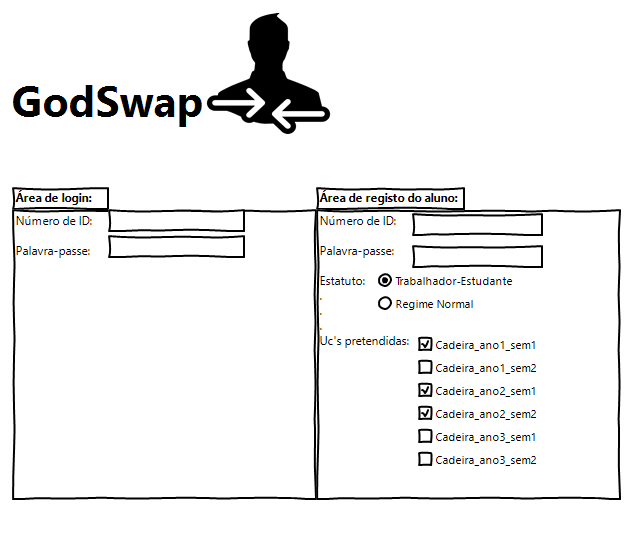 GodSwap
Área de login:
Número de ID:
Palavra-passe:
Área de registo do aluno:
Número de ID:
Palavra-passe:
Estatuto:
Trabalhador-Estudante
Regime Normal
Uc's pretendidas:
Cadeira_ano1_sem1
Cadeira_ano1_sem2
Cadeira_ano2_sem1
Cadeira_ano2_sem2
Cadeira_ano3_sem1
Cadeira_ano3_sem2